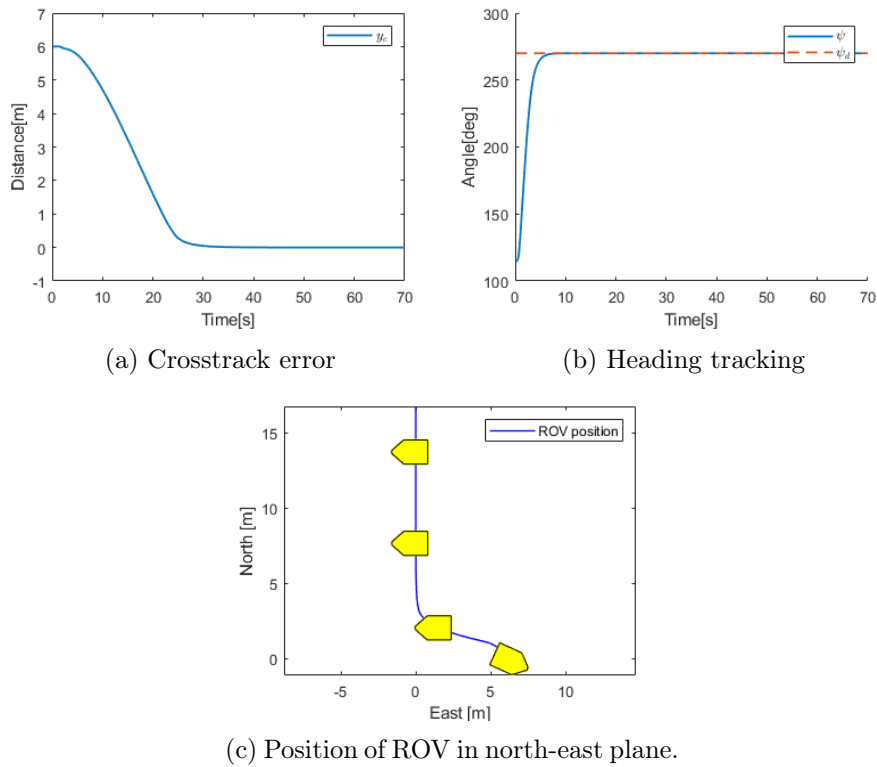 7
6
5
4
3
2
1
0
-1
0 10 20 30 40 50 60 70
Distance[m]
Time[s]
y_e
(a) Crosstrack error
300
250
200
150
100
0 10 20 30 40 50 60 70
Angle[deg]
Time[s]
ψ
ψ_d
(b) Heading tracking
15
10
5
0
-5 0 5 10
North [m]
East [m]
ROV position
(c) Position of ROV in north-east plane.